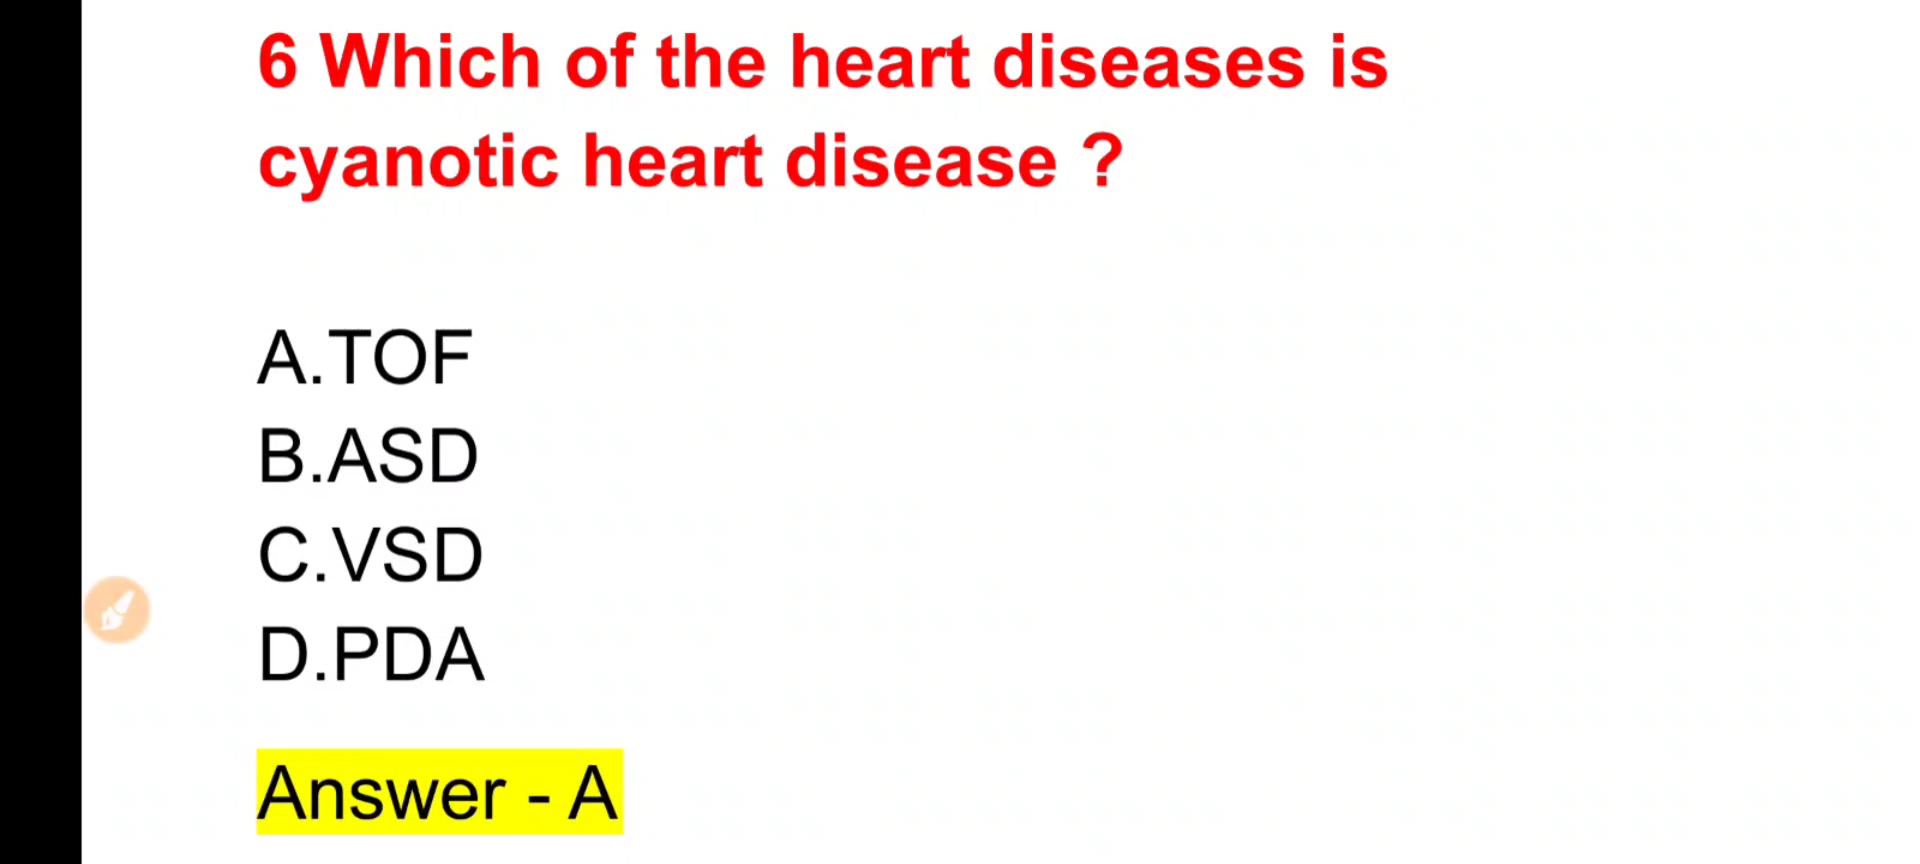 6 Which of the heart diseases is
cyanotic heart disease ?
A.TOF
B.ASD
C.VSD
D.PDA
Answer - A